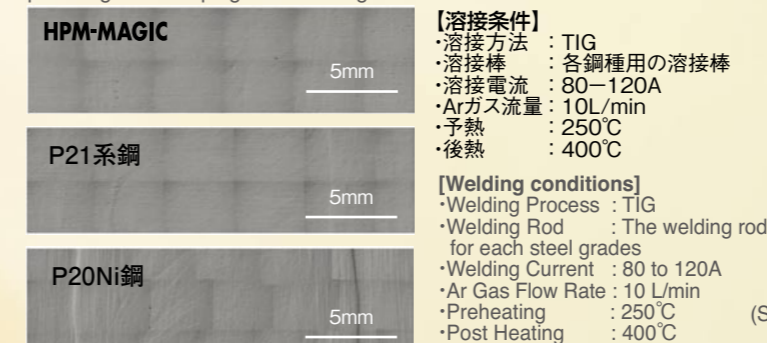 HPM-MAGIC
5mm
P21系鋼
5mm
P20Ni鋼
5mm
【溶接条件】
・溶接方法 ：TIG
・溶接棒 ：各鋼種用の溶接棒
・溶接電流 ：80－120A
・Arガス流量：10L/min
・予熱 ：250℃
・後熱 ：400℃
[Welding conditions]
・Welding Process : TIG
・Welding Rod : The welding rod
for each steel grades
・Welding Current : 80 to 120A
・Ar Gas Flow Rate : 10 L/min
・Preheating : 250℃
・Post Heating : 400℃